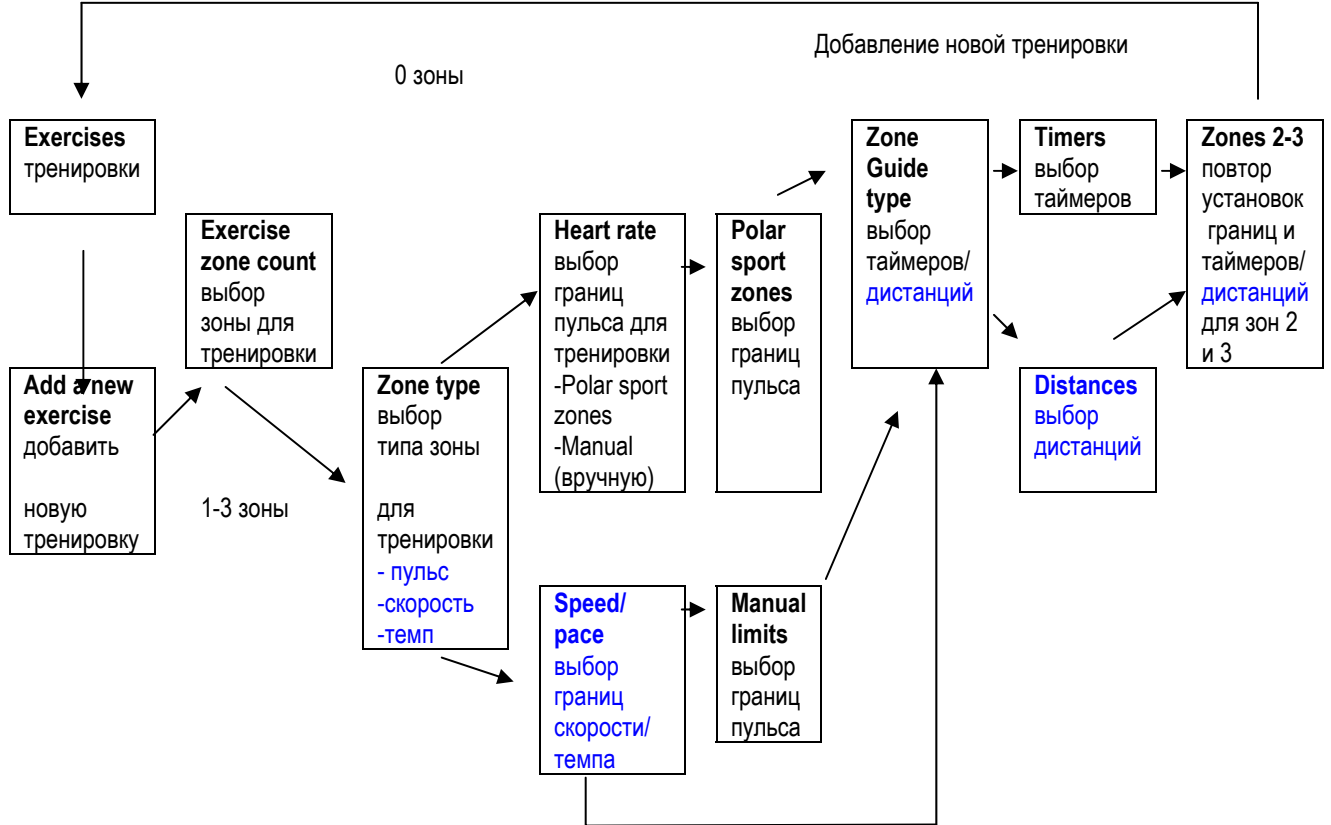 Добавление новой тренировки
0 зоны
Exercises
тренировки
Add a new
exercise
добавить
новую
тренировку
Exercise
zone count
выбор
зоны для
тренировки
1-3 зоны
Zone type
выбор
типа зоны
для
тренировки
- пульс
-скорость
-темп
Heart rate
выбор
границ
пульса для
тренировки
-Polar sport
zones
-Manual
(вручную)
Polar
sport
zones
выбор
границ
пульса
Speed/
pace
выбор
границ
скорости/
темпа
Manual
limits
выбор
границ
пульса
Zone
Guide
type
выбор
таймеров/
дистанций
Timers
выбор
таймеров
Distances
выбор
дистанций
Zones 2-3
повтор
установок
границ и
таймеров/
дистанций
для зон 2
и 3